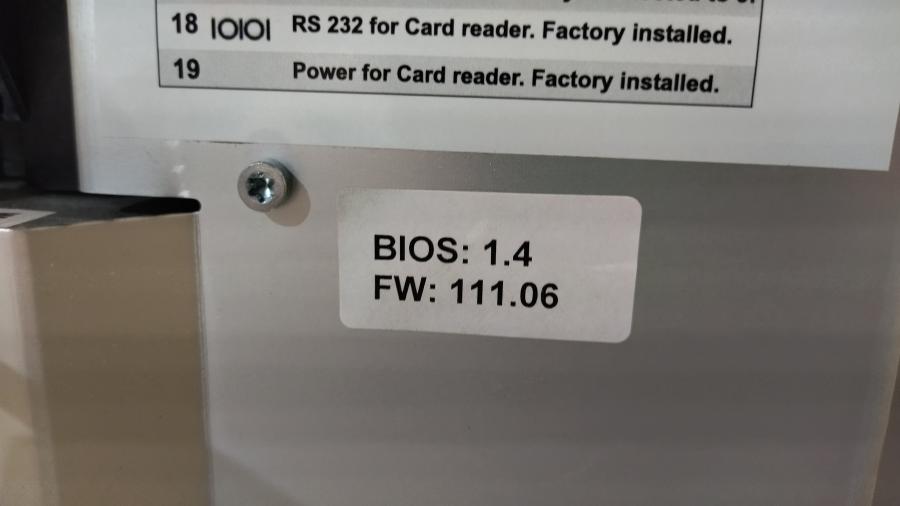 18 IOIOI RS 232 for Card reader. Factory installed.
19 Power for Card reader. Factory installed.
BIOS: 1.4
FW: 111.06